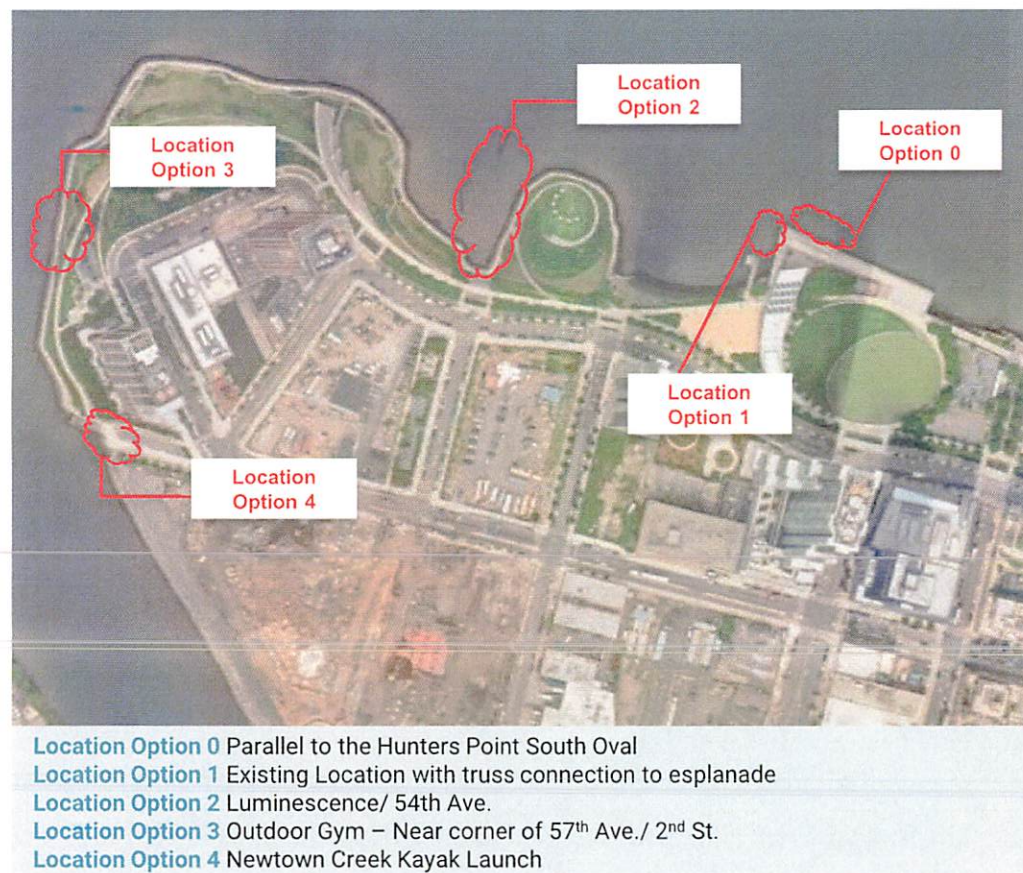 Location
Option 2
Location
Option 0
Location
Option 3
Location
Option 1
Location
Option 4
Location Option 0 Parallel to the Hunters Point South Oval
Location Option 1 Existing Location with truss connection to esplanade
Location Option 2 Luminescence/ 54th Ave.
Location Option 3 Outdoor Gym – Near corner of 57th Ave./ 2nd St.
Location Option 4 Newtown Creek Kayak Launch